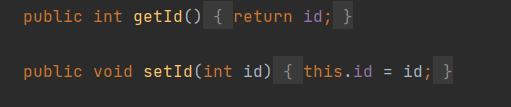 public int getId() { return id; }
public void setId(int id) { this.id = id; }